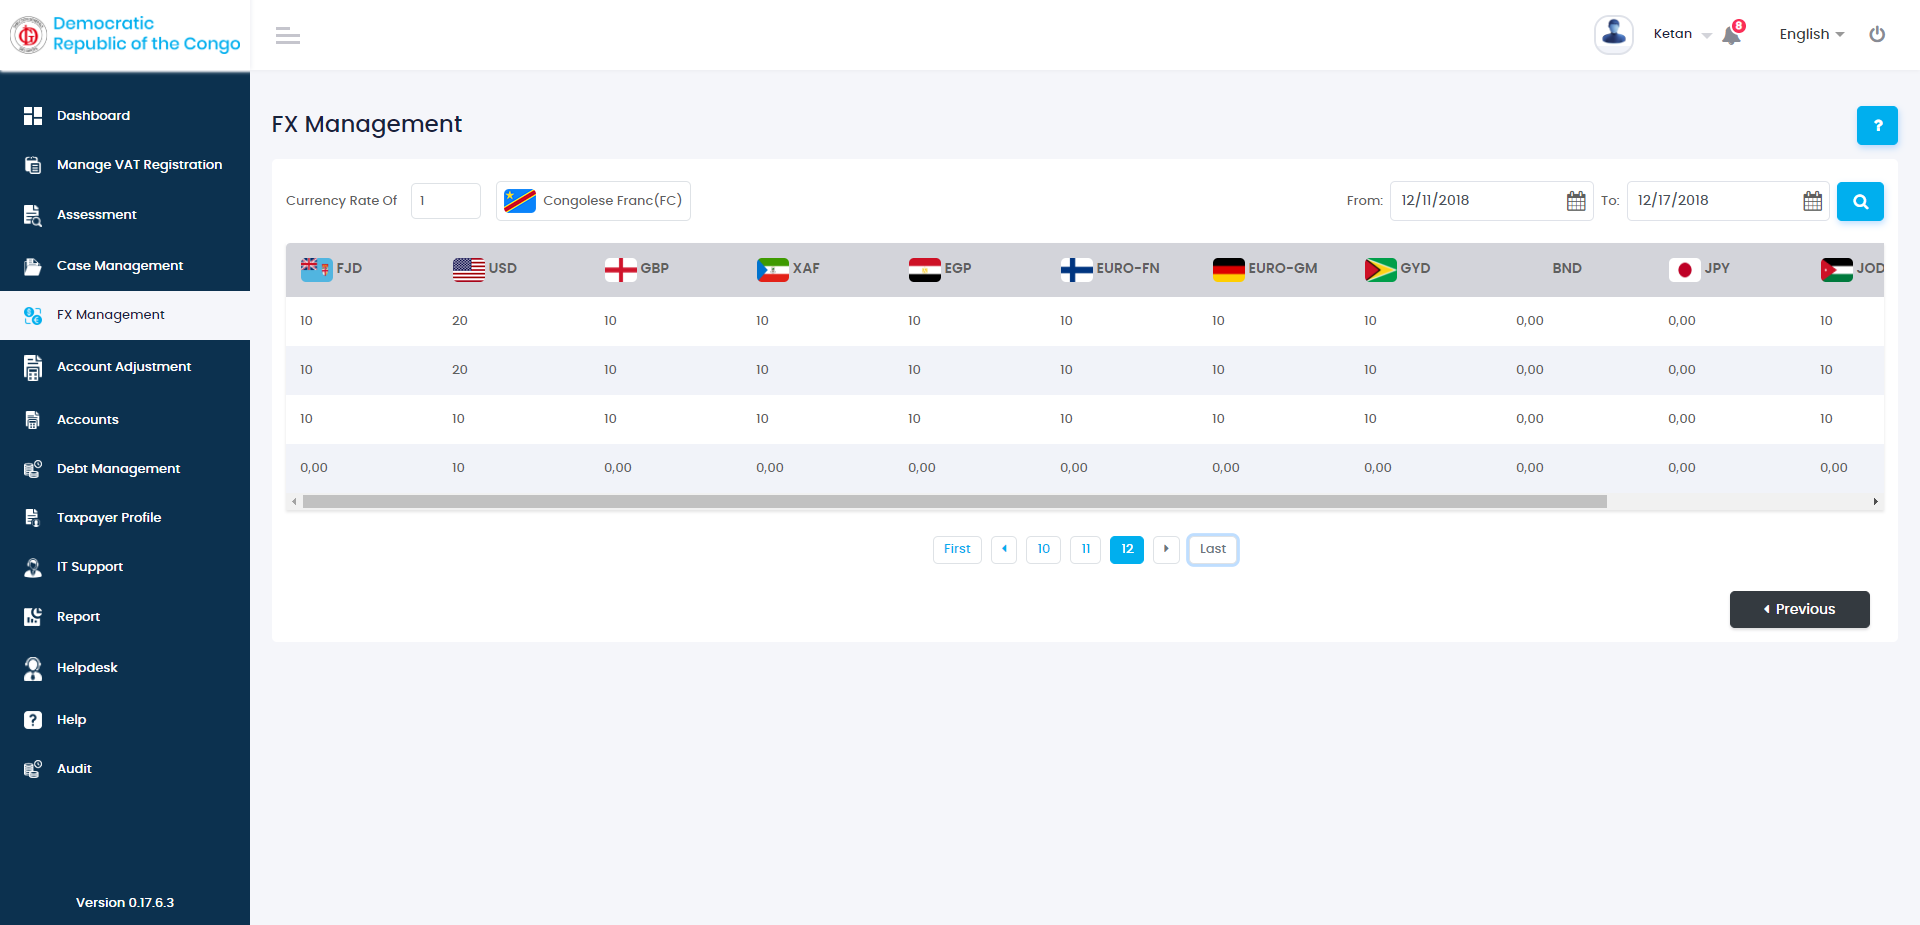 Democratic
Republic of the Congo
Ketan
8
English
Dashboard
Manage VAT Registration
Assessment
Case Management
FX Management
Account Adjustment
Accounts
Debt Management
Taxpayer Profile
IT Support
Report
Helpdesk
Help
Audit
Version 0.17.6.3
FX Management
?
Currency Rate Of 1 Congolese Franc(FC) From: 12/11/2018 To: 12/17/2018
FJD USD GBP XAF EGP EURO-FN EURO-GM GYD BND JPY JOD
10 20 10 10 10 10 10 10 0,00 0,00 10
10 20 10 10 10 10 10 10 0,00 0,00 10
10 10 10 10 10 10 10 10 0,00 0,00 10
0,00 10 0,00 0,00 0,00 0,00 0,00 0,00 0,00 0,00 0,00
First 10 11 12 Last
Previous